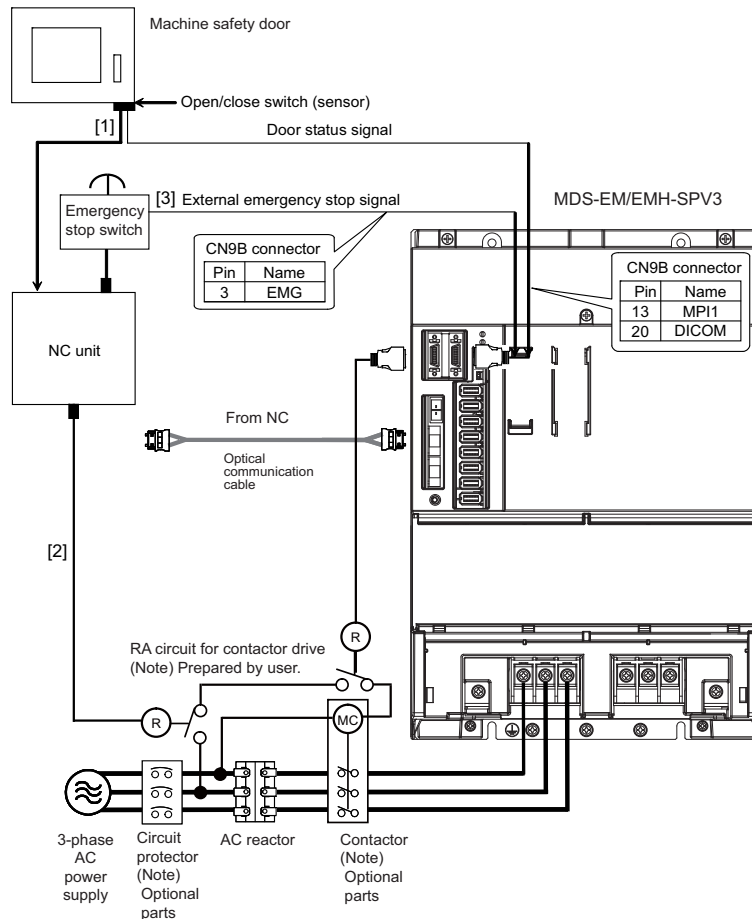 Machine safety door
Open/close switch (sensor)
[1]
Door status signal
[3] External emergency stop signal
Emergency
stop switch
MDS-EM/EMH-SPV3
CN9B connector
Pin Name
3 EMG
CN9B connector
Pin Name
13 MPI1
20 DICOM
NC unit
From NC
Optical
communication
cable
[2]
R
RA circuit for contactor drive
(Note) Prepared by user.
R
MC
3-phase
AC
power
supply
Circuit
protector
(Note)
Optional
parts
AC reactor
Contactor
(Note)
Optional
parts